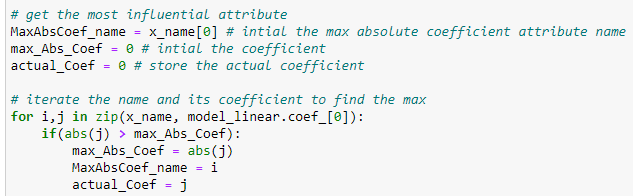 # get the most influential attribute
MaxAbsCoef_name = x_name[0] # intial the max absolute coefficient attribute name
max_Abs_Coef = 0 # intial the coefficient
actual_Coef = 0 # store the actual coefficient
# iterate the name and its coefficient to find the max
for i,j in zip(x_name, model_linear.coef_[0]):
    if(abs(j) > max_Abs_Coef):
        max_Abs_Coef = abs(j)
        MaxAbsCoef_name = i
        actual_Coef = j